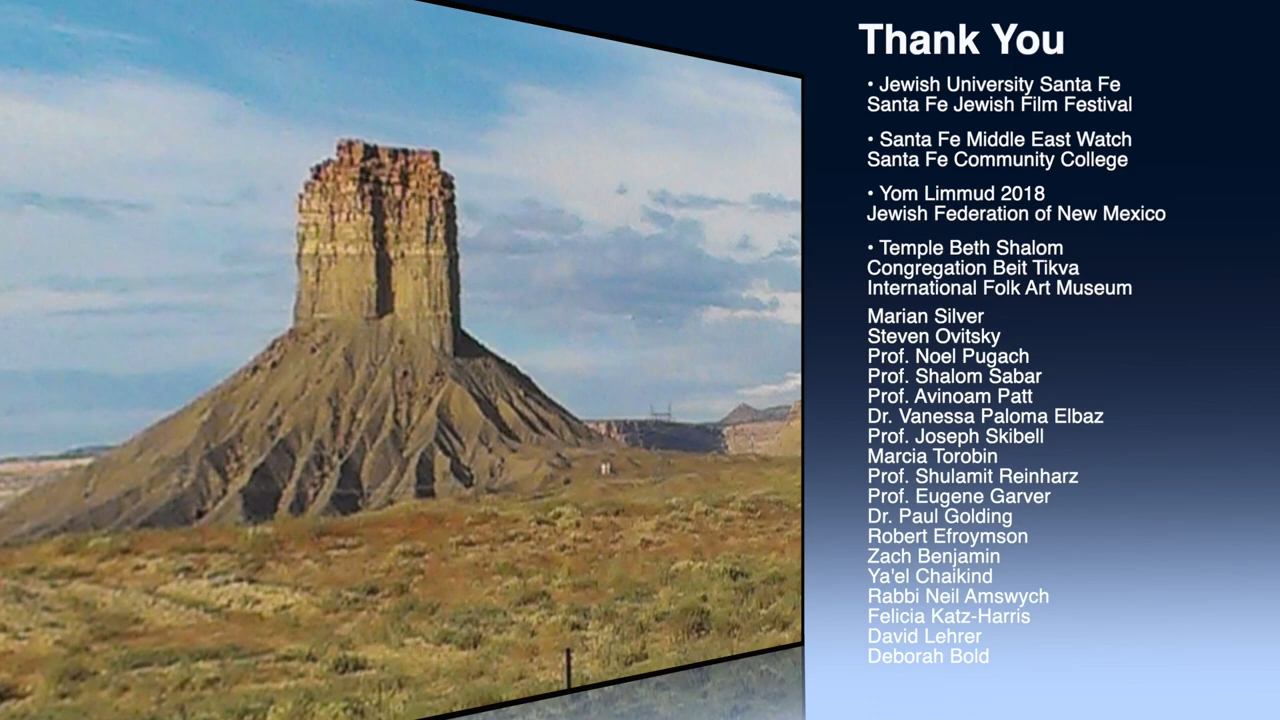 Thank You
• Jewish University Santa Fe
Santa Fe Jewish Film Festival
• Santa Fe Middle East Watch
Santa Fe Community College
• Yom Limmud 2018
Jewish Federation of New Mexico
• Temple Beth Shalom
Congregation Beit Tikva
International Folk Art Museum
Marian Silver
Steven Ovitsky
Prof. Noel Pugach
Prof. Shalom Sabar
Prof. Avinoam Patt
Dr. Vanessa Paloma Elbaz
Prof. Joseph Skibell
Marcia Torobin
Prof. Shulamit Reinharz
Prof. Eugene Garver
Dr. Paul Golding
Robert Efroymson
Zach Benjamin
Ya'el Chaikind
Rabbi Neil Amswych
Felicia Katz-Harris
David Lehrer
Deborah Bold